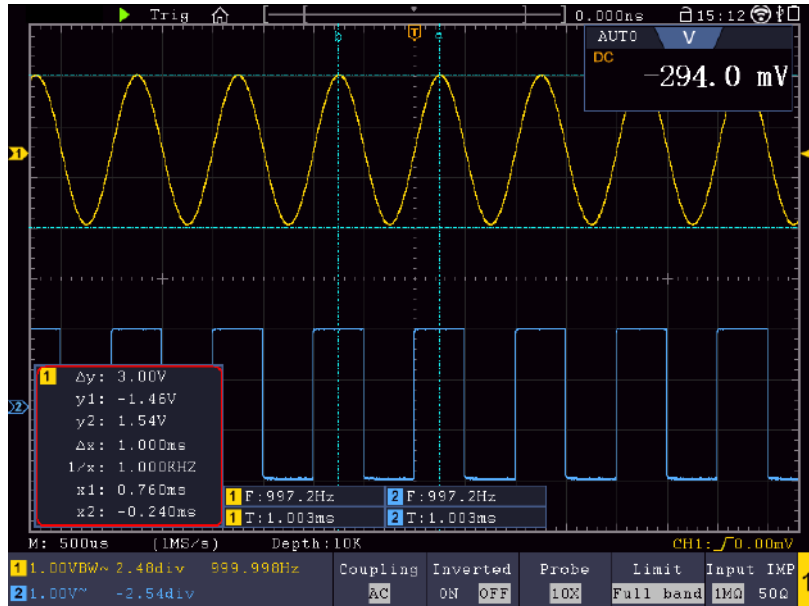 Trig T 0.000ns 15:12
b T a
AUTO V
DC
-294.0 mV
1
2
1 Δy: 3.00V
y1: -1.46V
y2: 1.54V
Δx: 1.000ms
1/x: 1.000KHZ
x1: 0.760ms
x2: -0.240ms
1 F:997.2Hz 2 F:997.2Hz
1 T:1.003ms 2 T:1.003ms
M: 500us (1MS/s) Depth:10K CH1: 0.00mV
1 1.00VBW~ 2.48div 999.998Hz Coupling Inverted Probe Limit Input IMP 1
2 1.00V~ -2.54div AC ON OFF 10X Full band 1MΩ 50Ω